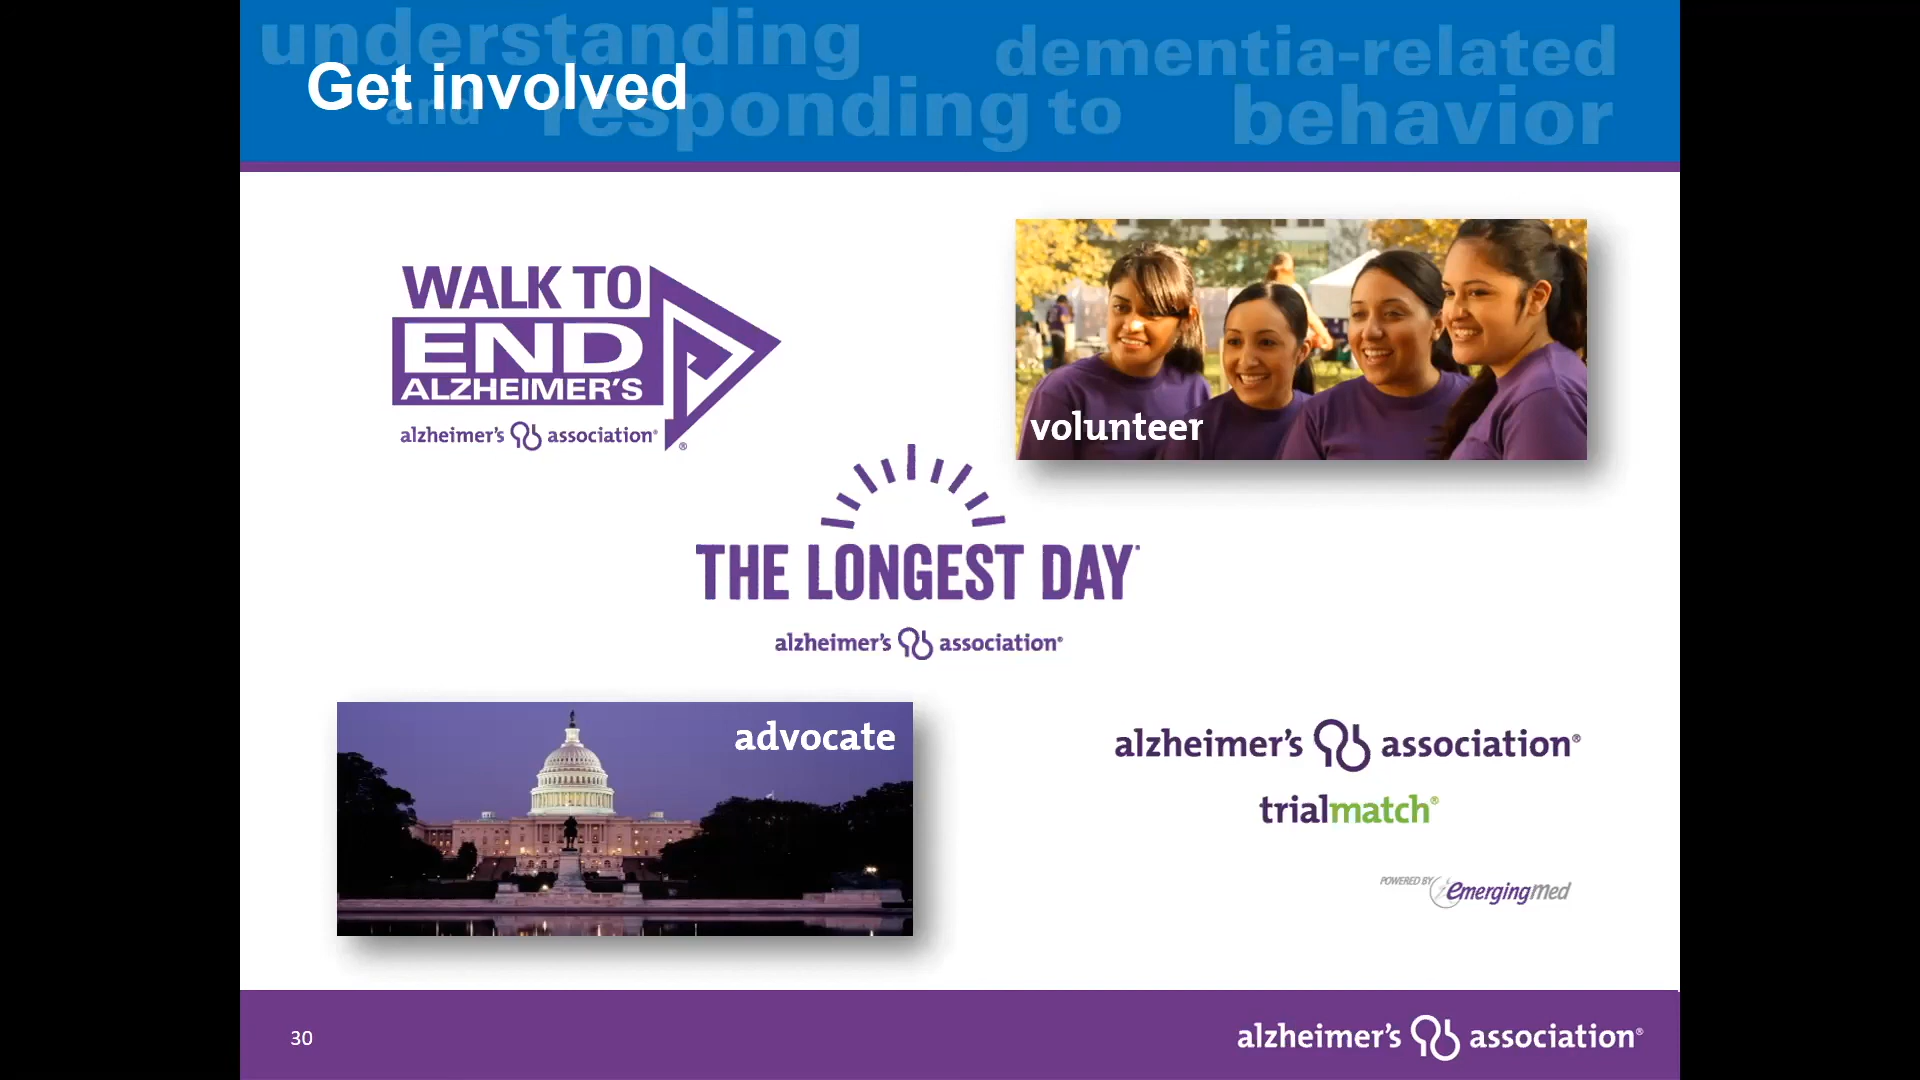 understanding
dementia-related
Get involved
and responding to
behavior
WALK TO
END
ALZHEIMER'S
alzheimer's association®
®
volunteer
THE LONGEST DAY®
alzheimer's association®
advocate
alzheimer's association®
trialmatch®
POWERED BY EmergingMed
30
alzheimer's association®